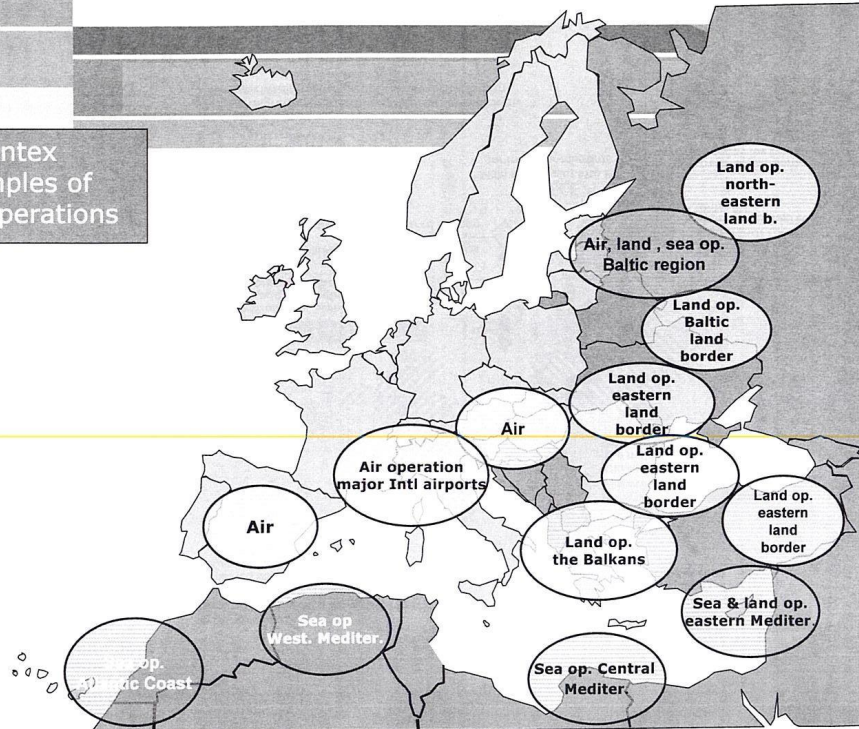 ntex
ples of
perations
Land op.
north-
eastern
land b.
Air, land , sea op.
Baltic region
Land op.
Baltic
land
border
Land op.
eastern
land
border
Air
Land op.
eastern
land
border
Air operation
major Intl airports
Land op.
eastern
land
border
Air
Land op.
the Balkans
Sea & land op.
eastern Mediter.
Sea op
West. Mediter.
Sea op.
Coast
Sea op. Central
Mediter.